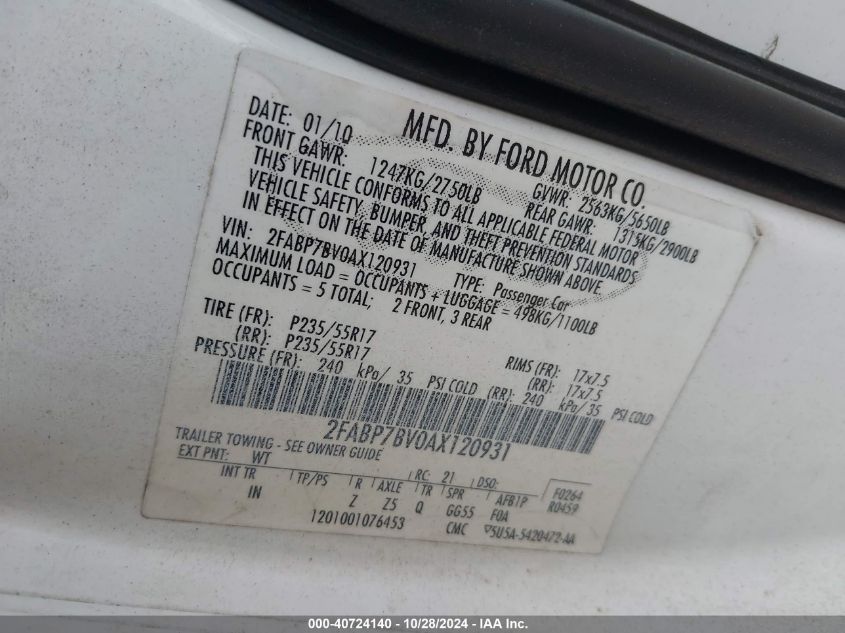 MFD. BY FORD MOTOR CO.
DATE: 01/10
GVWR: 2563KG/5650LB
FRONT GAWR: 1247KG/2750LB
REAR GAWR: 1315KG/2900LB
THIS VEHICLE CONFORMS TO ALL APPLICABLE FEDERAL MOTOR
VEHICLE SAFETY, BUMPER, AND THEFT PREVENTION STANDARDS
IN EFFECT ON THE DATE OF MANUFACTURE SHOWN ABOVE.
VIN: 2FABP7BV0AX120931
TYPE: Passenger Car
MAXIMUM LOAD = OCCUPANTS + LUGGAGE = 498KG/1100LB
OCCUPANTS = 5 TOTAL; 2 FRONT, 3 REAR
TIRE (FR): P235/55R17 RIMS (FR): 17x7.5
(RR): P235/55R17 (RR): 17x7.5
PRESSURE (FR): 240 kPa/ 35 PSI COLD (RR): 240 kPa/35 PSI COLD
2FABP7BV0AX120931
TRAILER TOWING - SEE OWNER GUIDE
EXT PNT: WT RC: 21 DSO: F0264
INT TR TP/PS R AXLE TR SPR AFB1P R0459
IN Z Z5 Q GG55 F0A
1201001076453 CMC ▽5U5A-5420472-AA
000-40724140 - 10/28/2024 - IAA Inc.